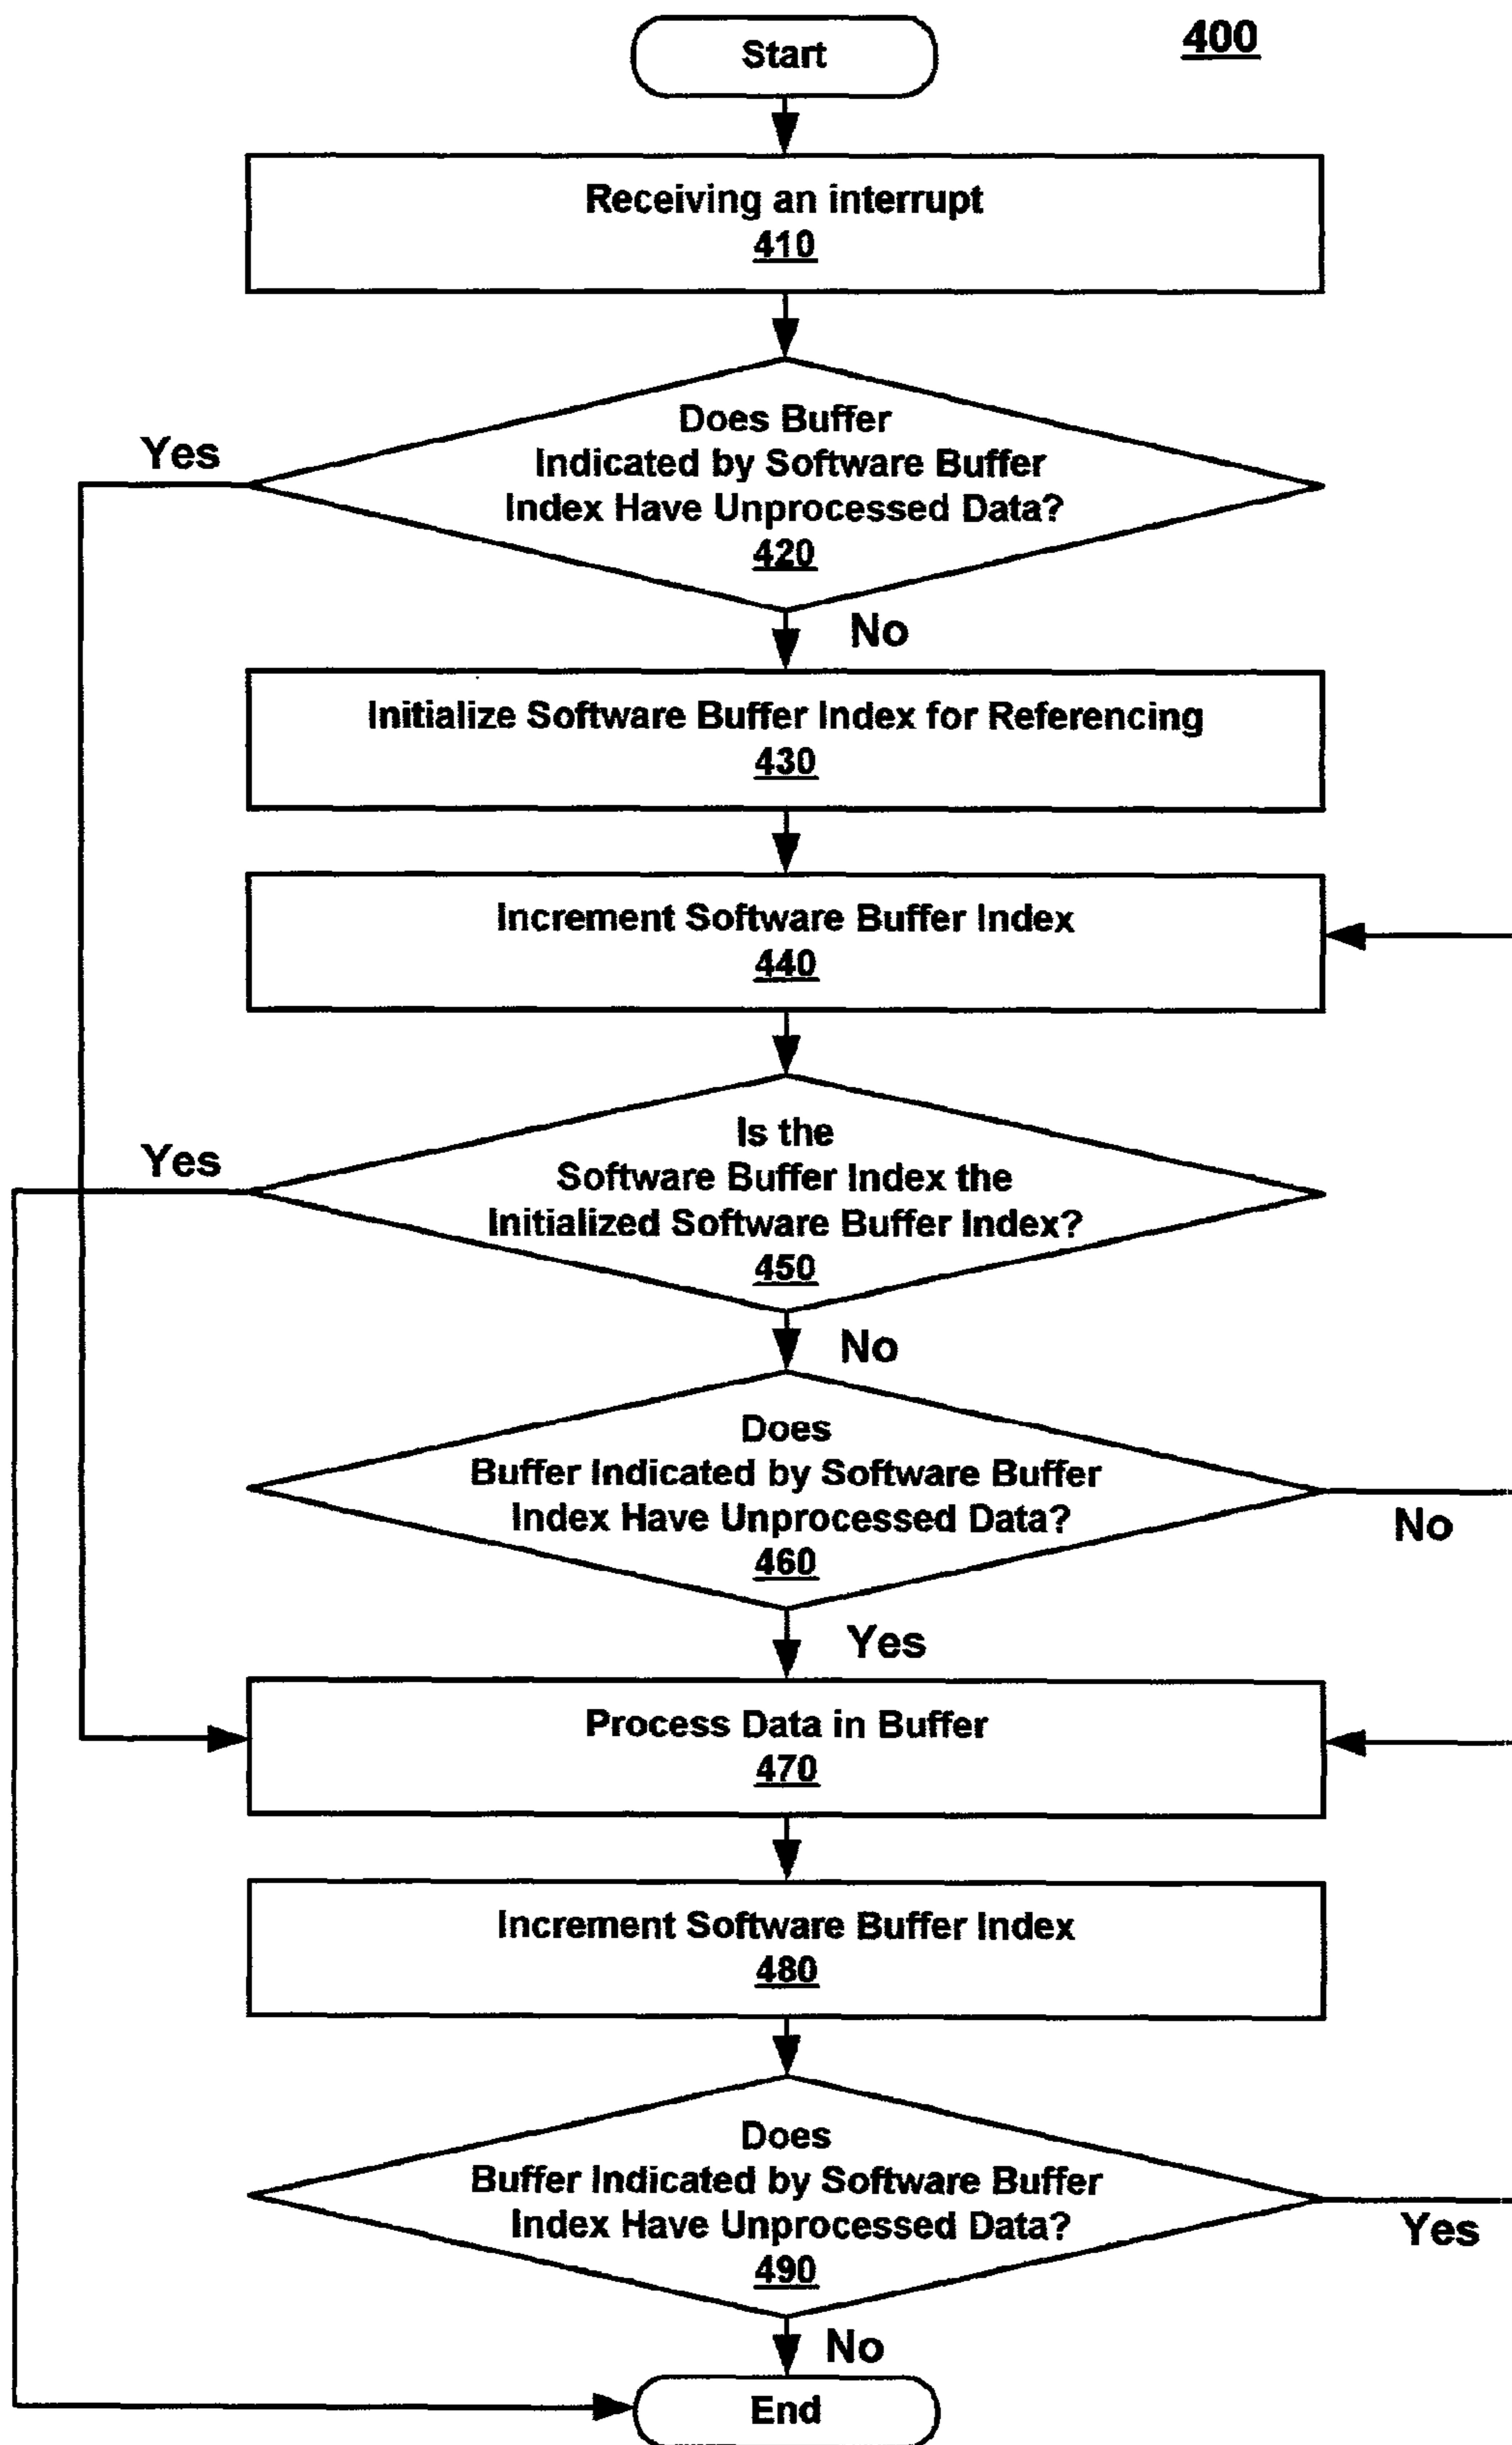 400
Start
Receiving an interrupt
410
Does Buffer
Indicated by Software Buffer
Index Have Unprocessed Data?
420
Yes
No
Initialize Software Buffer Index for Referencing
430
Increment Software Buffer Index
440
Is the
Software Buffer Index the
Initialized Software Buffer Index?
450
Yes
No
Does
Buffer Indicated by Software Buffer
Index Have Unprocessed Data?
460
No
Yes
Process Data in Buffer
470
Increment Software Buffer Index
480
Does
Buffer Indicated by Software Buffer
Index Have Unprocessed Data?
490
Yes
No
End